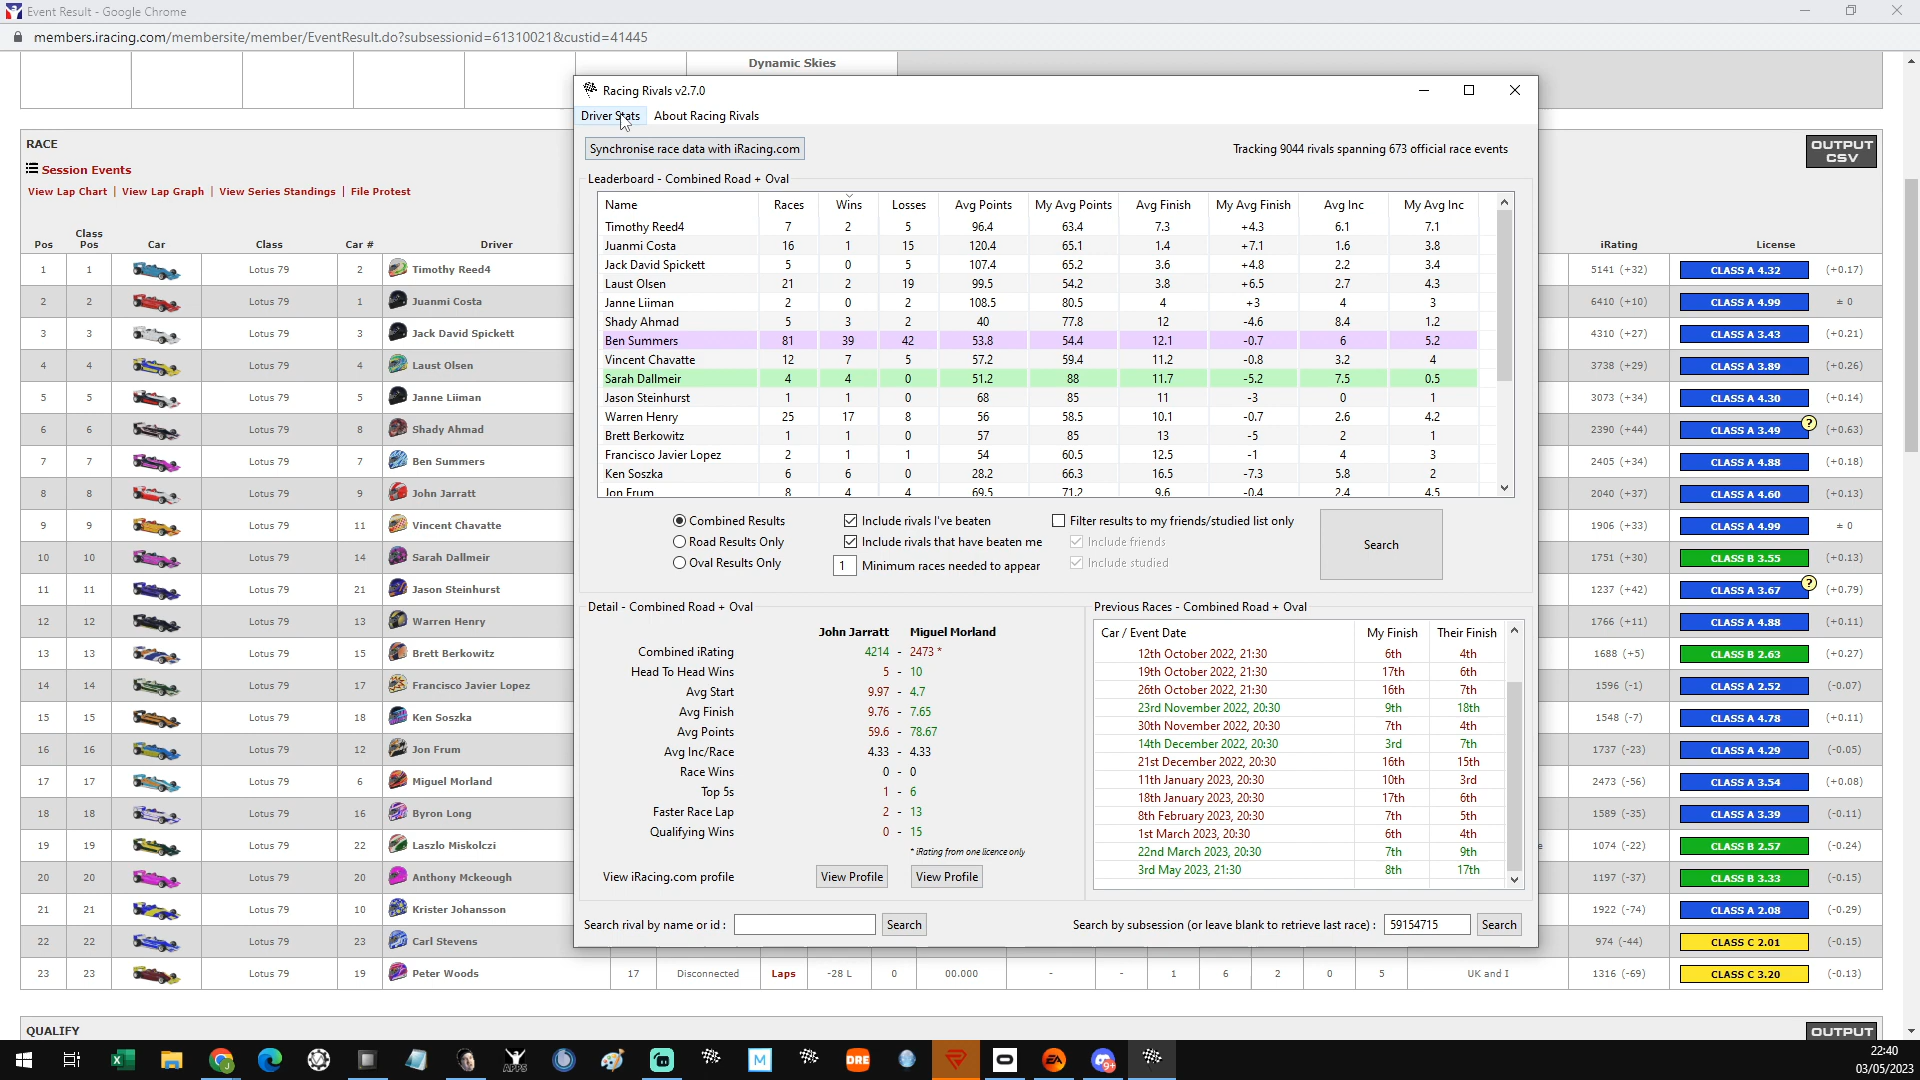 Event Result - Google Chrome
members.iracing.com/membersite/member/EventResult.do?subsessionid=61310021&custid=41445
Dynamic Skies
RACE
Session Events
View Lap Chart | View Lap Graph | View Series Standings | File Protest
OUTPUT CSV
Pos Class Pos Car Class Car # Driver iRating License
1 1 Lotus 79 2 Timothy Reed4 5141 (+32) CLASS A 4.32 (+0.17)
2 2 Lotus 79 1 Juanmi Costa 6410 (+10) CLASS A 4.99 ± 0
3 3 Lotus 79 3 Jack David Spickett 4310 (+27) CLASS A 3.43 (+0.21)
4 4 Lotus 79 4 Laust Olsen 3738 (+29) CLASS A 3.89 (+0.26)
5 5 Lotus 79 5 Janne Liiman 3073 (+34) CLASS A 4.30 (+0.14)
6 6 Lotus 79 8 Shady Ahmad 2390 (+44) CLASS A 3.49 ? (+0.63)
7 7 Lotus 79 7 Ben Summers 2405 (+34) CLASS A 4.88 (+0.18)
8 8 Lotus 79 9 John Jarratt 2040 (+37) CLASS A 4.60 (+0.13)
9 9 Lotus 79 11 Vincent Chavatte 1906 (+33) CLASS A 4.99 ± 0
10 10 Lotus 79 14 Sarah Dallmeir 1751 (+30) CLASS B 3.55 (+0.13)
11 11 Lotus 79 21 Jason Steinhurst 1237 (+42) CLASS A 3.67 ? (+0.79)
12 12 Lotus 79 13 Warren Henry 1766 (+11) CLASS A 4.88 (+0.11)
13 13 Lotus 79 15 Brett Berkowitz 1688 (+5) CLASS B 2.63 (+0.27)
14 14 Lotus 79 17 Francisco Javier Lopez 1596 (-1) CLASS A 2.52 (-0.07)
15 15 Lotus 79 18 Ken Soszka 1548 (-7) CLASS A 4.78 (+0.11)
16 16 Lotus 79 12 Jon Frum 1737 (-23) CLASS A 4.29 (-0.05)
17 17 Lotus 79 6 Miguel Morland 2473 (-56) CLASS A 3.54 (+0.08)
18 18 Lotus 79 16 Byron Long 1589 (-35) CLASS A 3.39 (-0.11)
19 19 Lotus 79 22 Laszlo Miskolczi e 1074 (-22) CLASS B 2.57 (-0.24)
20 20 Lotus 79 20 Anthony Mckeough 1197 (-37) CLASS B 3.33 (-0.15)
21 21 Lotus 79 10 Krister Johansson 1922 (-74) CLASS A 2.08 (-0.29)
22 22 Lotus 79 23 Carl Stevens 974 (-44) CLASS C 2.01 (-0.15)
23 23 Lotus 79 19 Peter Woods 17 Disconnected Laps -28 L 0 00.000 - - 1 6 2 0 5 UK and I 1316 (-69) CLASS C 3.20 (-0.13)
QUALIFY
OUTPUT
Racing Rivals v2.7.0
Driver Stats About Racing Rivals
Synchronise race data with iRacing.com
Tracking 9044 rivals spanning 673 official race events
Leaderboard - Combined Road + Oval
Name Races Wins Losses Avg Points My Avg Points Avg Finish My Avg Finish Avg Inc My Avg Inc
Timothy Reed4 7 2 5 96.4 63.4 7.3 +4.3 6.1 7.1
Juanmi Costa 16 1 15 120.4 65.1 1.4 +7.1 1.6 3.8
Jack David Spickett 5 0 5 107.4 65.2 3.6 +4.8 2.2 3.4
Laust Olsen 21 2 19 99.5 54.2 3.8 +6.5 2.7 4.3
Janne Liiman 2 0 2 108.5 80.5 4 +3 4 3
Shady Ahmad 5 3 2 40 77.8 12 -4.6 8.4 1.2
Ben Summers 81 39 42 53.8 54.4 12.1 -0.7 6 5.2
Vincent Chavatte 12 7 5 57.2 59.4 11.2 -0.8 3.2 4
Sarah Dallmeir 4 4 0 51.2 88 11.7 -5.2 7.5 0.5
Jason Steinhurst 1 1 0 68 85 11 -3 0 1
Warren Henry 25 17 8 56 58.5 10.1 -0.7 2.6 4.2
Brett Berkowitz 1 1 0 57 85 13 -5 2 1
Francisco Javier Lopez 2 1 1 54 60.5 12.5 -1 4 3
Ken Soszka 6 6 0 28.2 66.3 16.5 -7.3 5.8 2
Jon Frum 8 4 4 69.5 71.2 9.6 -0.4 2.4 4.5
Combined Results
Road Results Only
Oval Results Only
Include rivals I've beaten
Include rivals that have beaten me
1 Minimum races needed to appear
Filter results to my friends/studied list only
Include friends
Include studied
Search
Detail - Combined Road + Oval
John Jarratt Miguel Morland
Combined iRating 4214 - 2473 *
Head To Head Wins 5 - 10
Avg Start 9.97 - 4.7
Avg Finish 9.76 - 7.65
Avg Points 59.6 - 78.67
Avg Inc/Race 4.33 - 4.33
Race Wins 0 - 0
Top 5s 1 - 6
Faster Race Lap 2 - 13
Qualifying Wins 0 - 15
* iRating from one licence only
View iRacing.com profile View Profile View Profile
Previous Races - Combined Road + Oval
Car / Event Date My Finish Their Finish
12th October 2022, 21:30 6th 4th
19th October 2022, 21:30 17th 6th
26th October 2022, 21:30 16th 7th
23rd November 2022, 20:30 9th 18th
30th November 2022, 20:30 7th 4th
14th December 2022, 20:30 3rd 7th
21st December 2022, 20:30 16th 15th
11th January 2023, 20:30 10th 3rd
18th January 2023, 20:30 17th 6th
8th February 2023, 20:30 7th 5th
1st March 2023, 20:30 6th 4th
22nd March 2023, 20:30 7th 9th
3rd May 2023, 21:30 8th 17th
Search rival by name or id : Search
Search by subsession (or leave blank to retrieve last race) : 59154715 Search
APPS
M
DRE
EA
22:40
03/05/2023